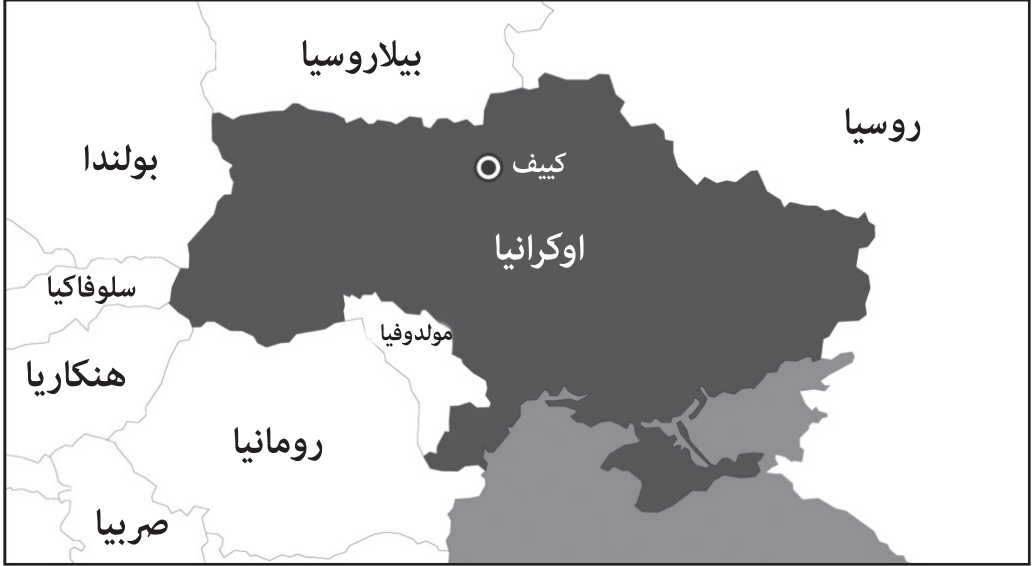 بيلاروسيا
روسيا
بولندا
كييف
اوكرانيا
سلوفاكيا
مولدوفيا
هنكاريا
رومانيا
صربيا